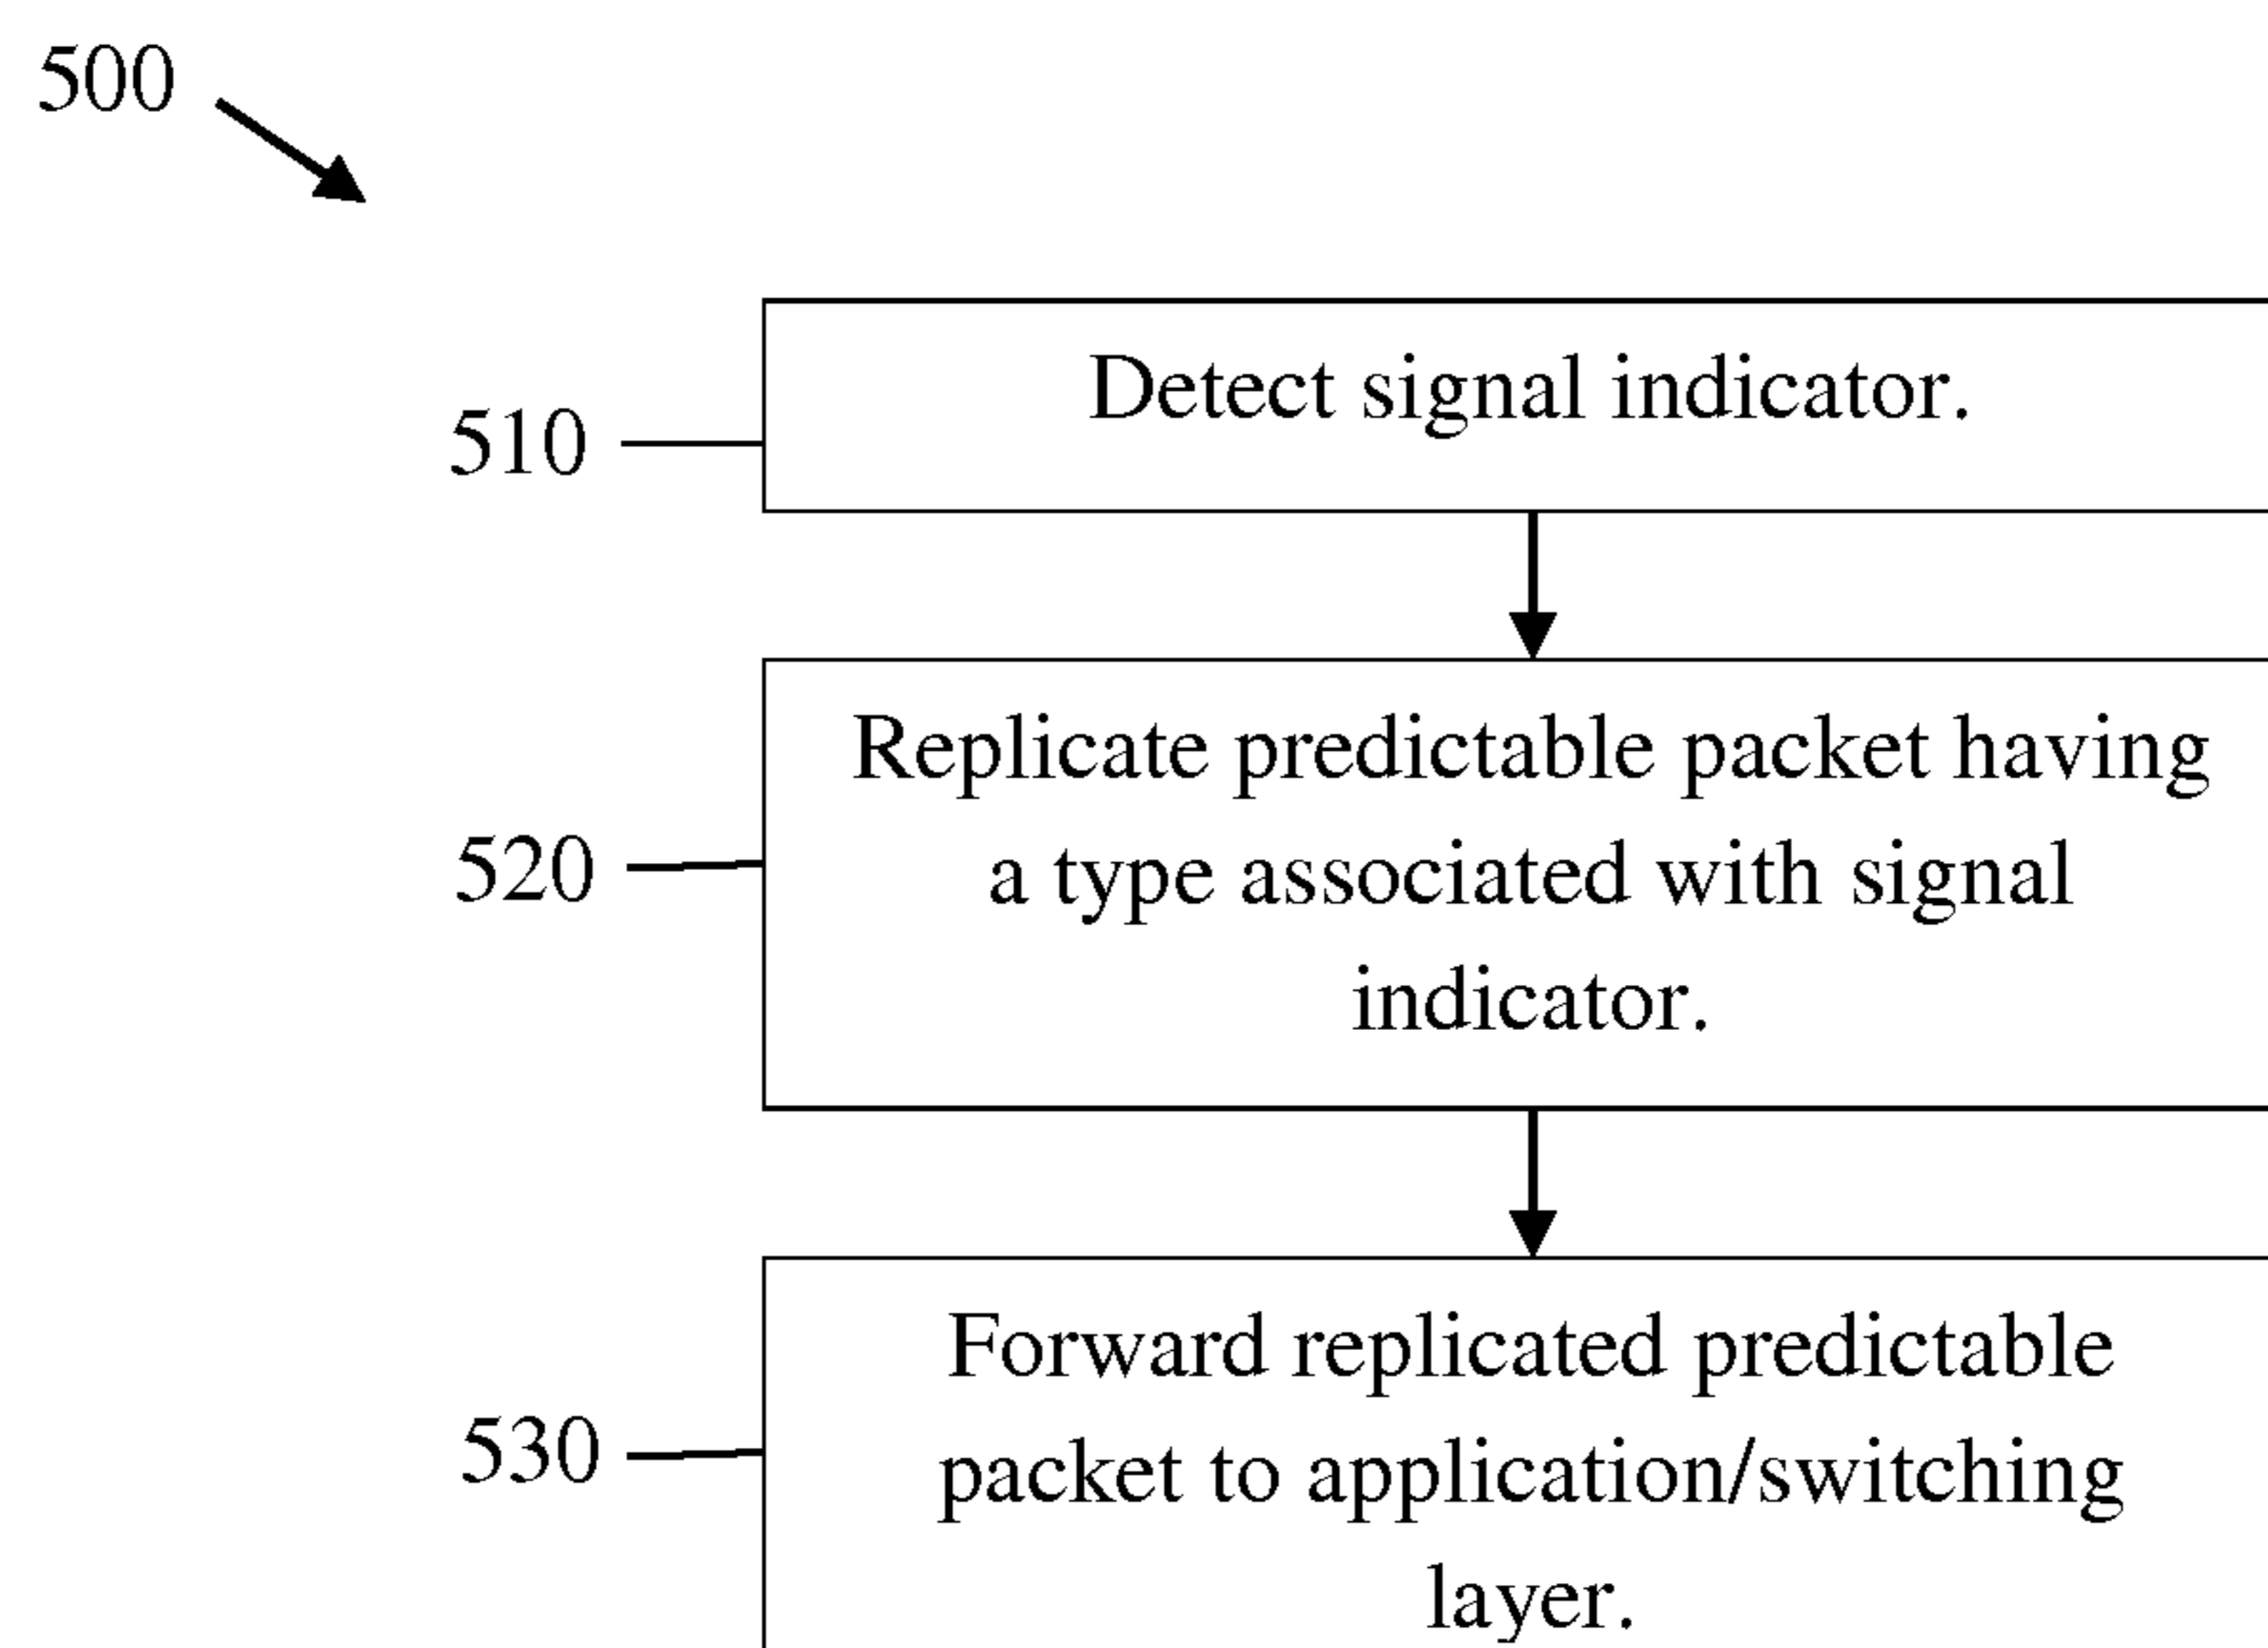 500
510
Detect signal indicator.
520
Replicate predictable packet having
a type associated with signal
indicator.
530
Forward replicated predictable
packet to application/switching
layer.